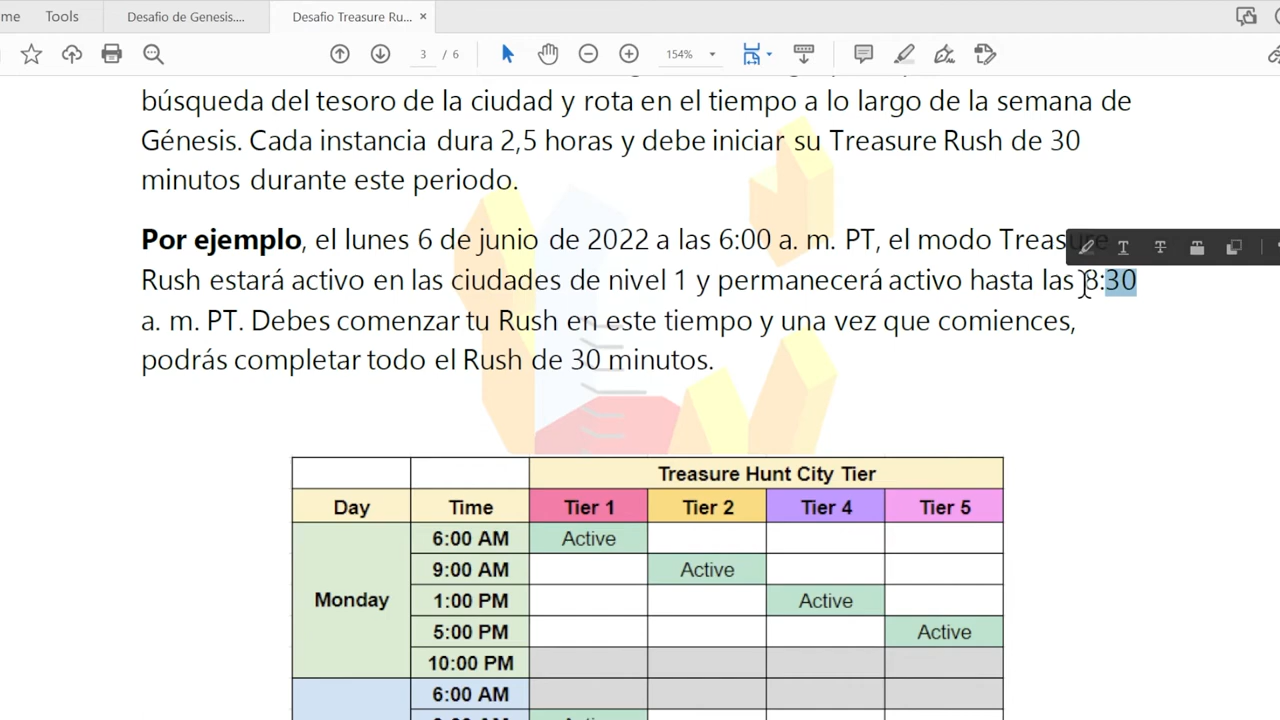 me Tools Desafio de Genesis.... Desafio Treasure Ru... ×
3 / 6 154%
búsqueda del tesoro de la ciudad y rota en el tiempo a lo largo de la semana de
Génesis. Cada instancia dura 2,5 horas y debe iniciar su Treasure Rush de 30
minutos durante este periodo.
Por ejemplo, el lunes 6 de junio de 2022 a las 6:00 a. m. PT, el modo Treasure
Rush estará activo en las ciudades de nivel 1 y permanecerá activo hasta las 8:30
a. m. PT. Debes comenzar tu Rush en este tiempo y una vez que comiences,
podrás completar todo el Rush de 30 minutos.
Treasure Hunt City Tier
Day Time Tier 1 Tier 2 Tier 4 Tier 5
6:00 AM Active
9:00 AM Active
Monday 1:00 PM Active
5:00 PM Active
10:00 PM
6:00 AM